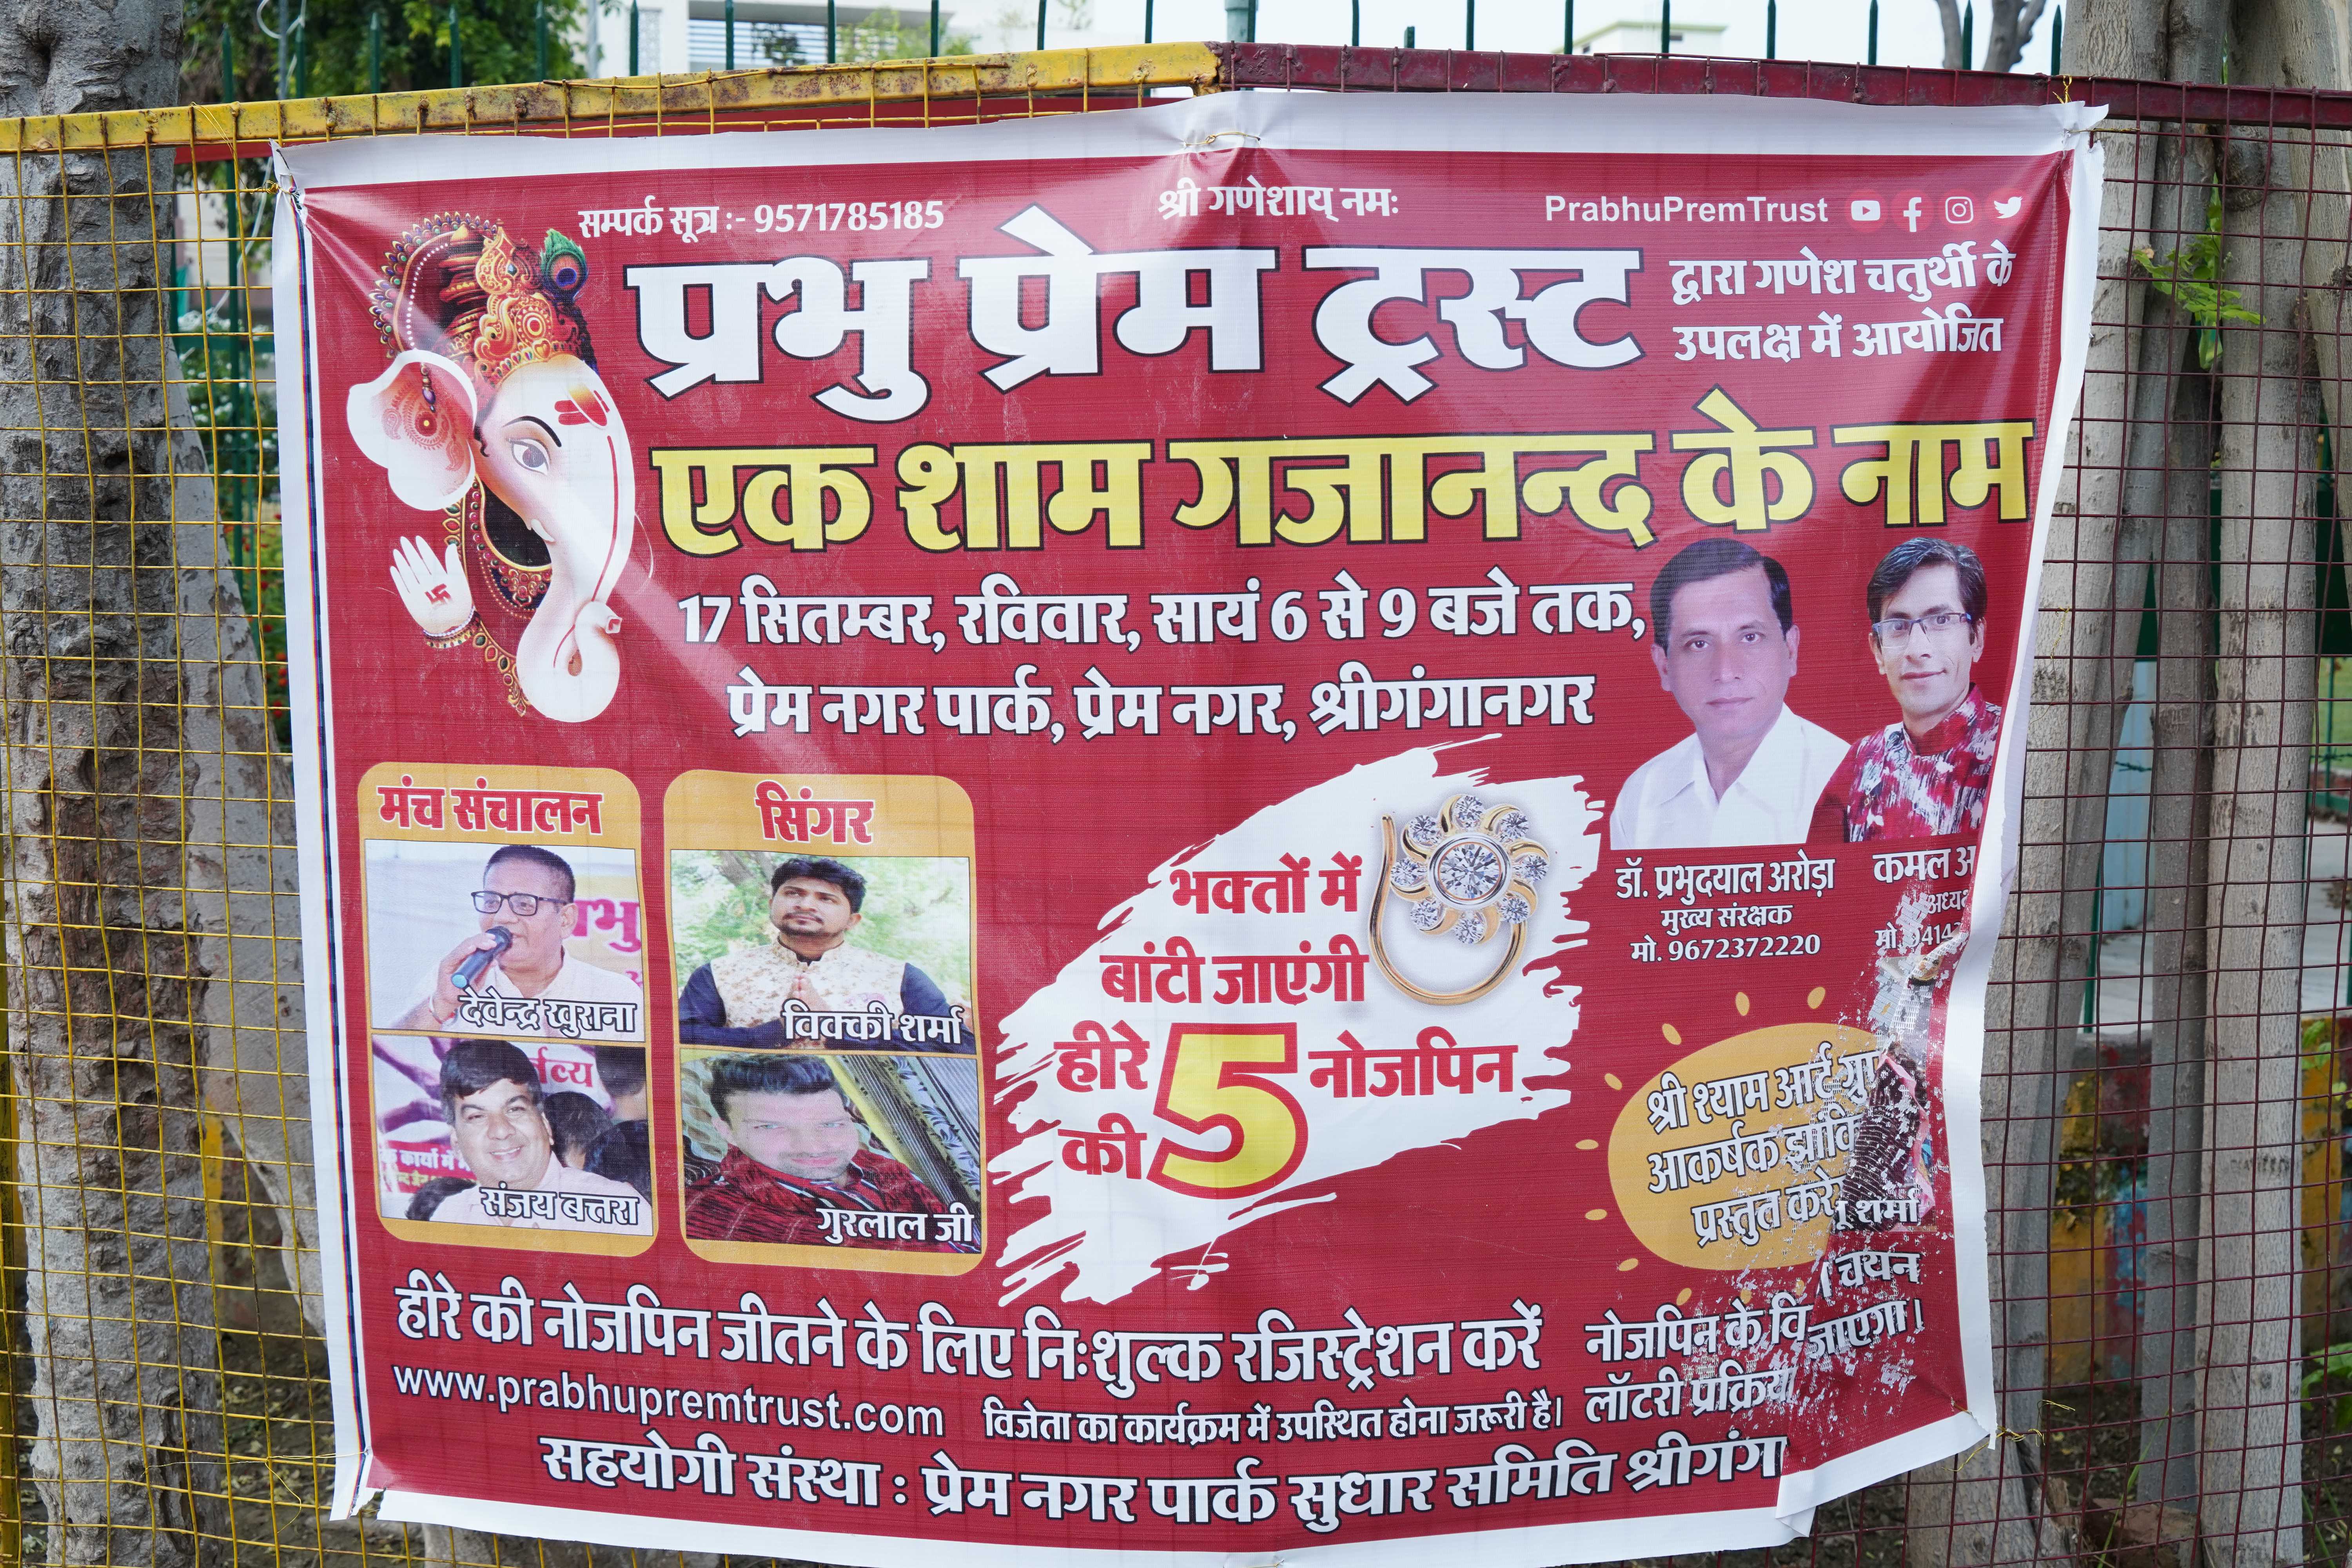 सम्पर्क सूत्र :- 9571785185
श्री गणेशाय् नमः
PrabhuPremTrust
प्रभु प्रेम ट्रस्ट
द्वारा गणेश चतुर्थी के
उपलक्ष में आयोजित
एक शाम गजानन्द के नाम
17 सितम्बर, रविवार, सायं 6 से 9 बजे तक,
प्रेम नगर पार्क, प्रेम नगर, श्रीगंगानगर
मंच संचालन
देवेन्द्र खुराना
संजय बत्तरा
सिंगर
विक्की शर्मा
गुरलाल जी
भक्तों में
बांटी जाएंगी
हीरे 5 नोजपिन
की
डॉ. प्रभुदयाल अरोड़ा
मुख्य संरक्षक
मो. 9672372220
कमल
मो.
श्री श्याम आर्ट
आकर्षक
प्रस्तुत
शर्मा
हीरे की नोजपिन जीतने के लिए निःशुल्क रजिस्ट्रेशन करें
www.prabhupremtrust.com
विजेता का कार्यक्रम में उपस्थित होना जरूरी है।
नोजपिन के
चयन
लॉटरी प्रक्रिया
जाएगा।
सहयोगी संस्था : प्रेम नगर पार्क सुधार समिति श्रीगंगा